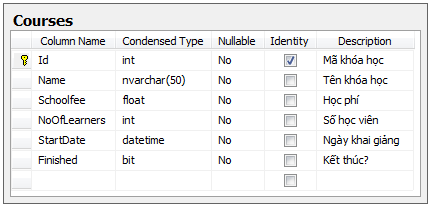 Courses
Column Name Condensed Type Nullable Identity Description
Id int No Mã khóa học
Name nvarchar(50) No Tên khóa học
Schoolfee float No Học phí
NoOfLearners int No Số học viên
StartDate datetime No Ngày khai giảng
Finished bit No Kết thúc?